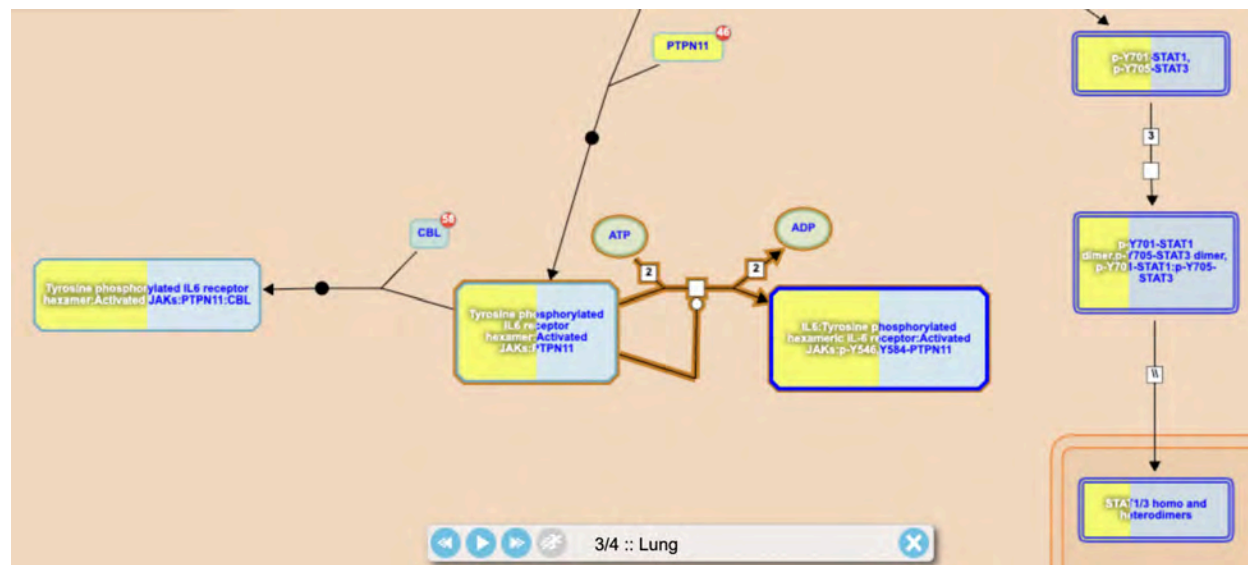 PTPN11
46
p-Y701-STAT1,
p-Y705-STAT3
3
CBL
58
ATP
ADP
2
2
p-Y701-STAT1
dimer,p-Y705-STAT3 dimer,
p-Y701-STAT1:p-Y705-
STAT3
Tyrosine phosphorylated IL6 receptor
hexamer:Activated JAKs:PTPN11:CBL
Tyrosine phosphorylated
IL6 receptor
hexamer:Activated
JAKs:PTPN11
IL6:Tyrosine phosphorylated
hexameric IL-6 receptor:Activated
JAKs:p-Y546,Y584-PTPN11
\\
STAT1/3 homo and
heterodimers
3/4 :: Lung